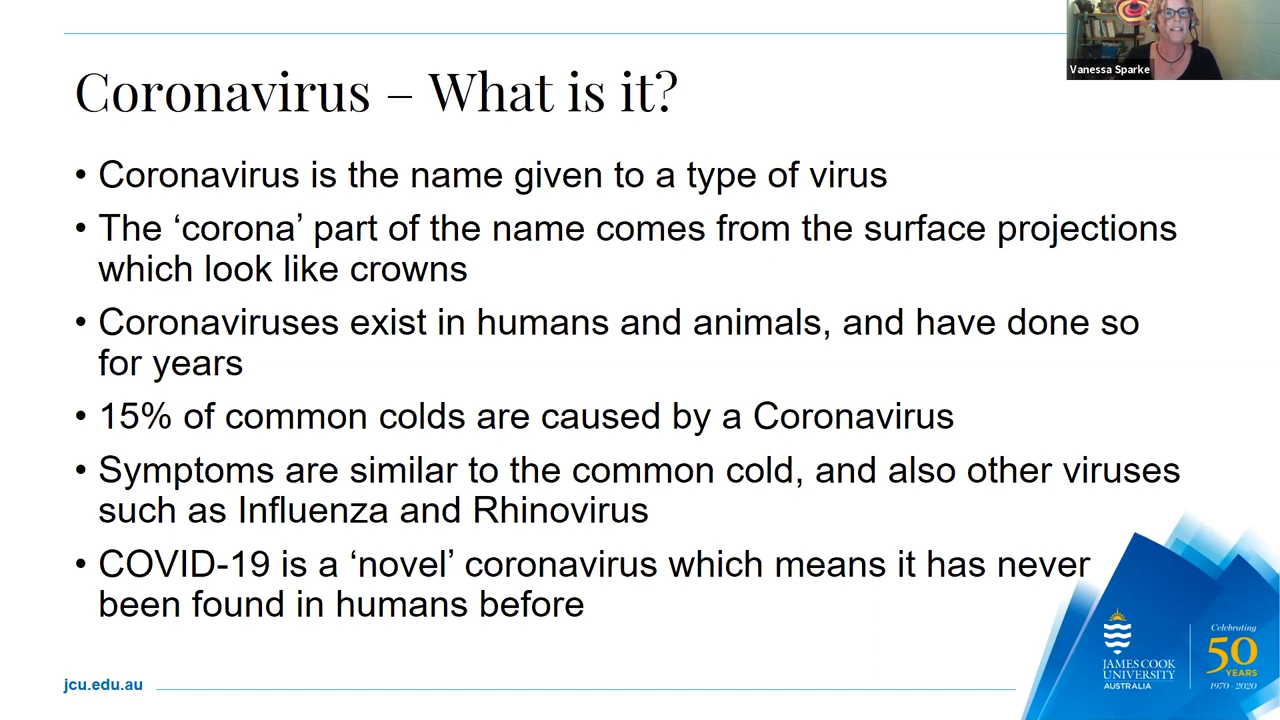 Vanessa Sparke
Coronavirus – What is it?
• Coronavirus is the name given to a type of virus
• The ‘corona’ part of the name comes from the surface projections
which look like crowns
• Coronaviruses exist in humans and animals, and have done so
for years
• 15% of common colds are caused by a Coronavirus
• Symptoms are similar to the common cold, and also other viruses
such as Influenza and Rhinovirus
• COVID-19 is a ‘novel’ coronavirus which means it has never
been found in humans before
jcu.edu.au
JAMES COOK
UNIVERSITY
AUSTRALIA
Celebrating
50
YEARS
1970 - 2020